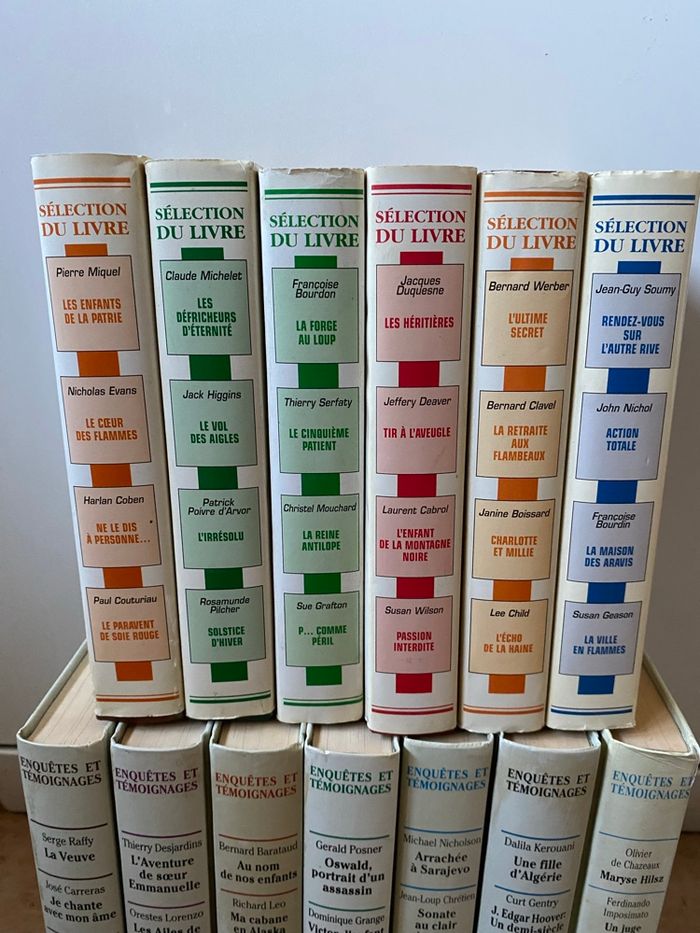 SÉLECTION
DU LIVRE
Pierre Miquel
LES ENFANTS
DE LA PATRIE
Nicholas Evans
LE CŒUR
DES FLAMMES
Harlan Coben
NE LE DIS
À PERSONNE...
Paul Couturiau
LE PARAVENT
DE SOIE ROUGE
SÉLECTION
DU LIVRE
Claude Michelet
LES
DÉFRICHEURS
D'ÉTERNITÉ
Jack Higgins
LE VOL
DES AIGLES
Patrick
Poivre d'Arvor
L'IRRÉSOLU
Rosamunde
Pilcher
SOLSTICE
D'HIVER
SÉLECTION
DU LIVRE
Françoise
Bourdon
LA FORGE
AU LOUP
Thierry Serfaty
LE CINQUIÈME
PATIENT
Christel Mouchard
LA REINE
ANTILOPE
Sue Grafton
P... COMME
PÉRIL
SÉLECTION
DU LIVRE
Jacques
Duquesne
LES HÉRITIÈRES
Jeffery Deaver
TIR À L'AVEUGLE
Laurent Cabrol
L'ENFANT
DE LA MONTAGNE
NOIRE
Susan Wilson
PASSION
INTERDITE
SÉLECTION
DU LIVRE
Bernard Werber
L'ULTIME
SECRET
Bernard Clavel
LA RETRAITE
AUX
FLAMBEAUX
Janine Boissard
CHARLOTTE
ET MILLIE
Lee Child
L'ÉCHO
DE LA HAINE
SÉLECTION
DU LIVRE
Jean-Guy Soumy
RENDEZ-VOUS
SUR
L'AUTRE RIVE
John Nichol
ACTION
TOTALE
Françoise
Bourdin
LA MAISON
DES ARAVIS
Susan Geason
LA VILLE
EN FLAMMES
ENQUÊTES ET
TÉMOIGNAGES
Serge Raffy
La Veuve
José Carreras
Je chante
avec mon âme
ENQUÊTES ET
TÉMOIGNAGES
Thierry Desjardins
L'Aventure
de sœur
Emmanuelle
Orestes Lorenzo
Les Ailes de
ENQUÊTES ET
TÉMOIGNAGES
Bernard Barataud
Au nom
de nos enfants
Richard Leo
Ma cabane
en Alaska
ENQUÊTES ET
TÉMOIGNAGES
Gerald Posner
Oswald,
portrait d'un
assassin
Dominique Grange
Victor, l'enfant
ENQUÊTES ET
TÉMOIGNAGES
Michael Nicholson
Arrachée
à Sarajevo
Jean-Loup Chrétien
Sonate
au clair
ENQUÊTES ET
TÉMOIGNAGES
Dalila Kerouani
Une fille
d'Algérie
Curt Gentry
J. Edgar Hoover:
Un demi-siècle
ENQUÊTES ET
TÉMOIGNAGES
Olivier
de Chazeaux
Maryse Hilsz
Ferdinando
Imposimato
Un juge